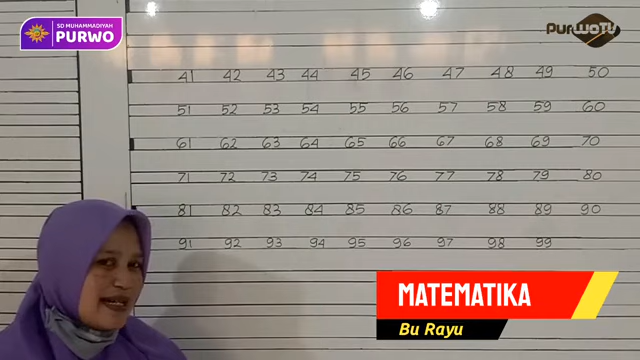 SD MUHAMMADIYAH
PURWO
PURWOTV
41 42 43 44 45 46 47 48 49 50
51 52 53 54 55 56 57 58 59 60
61 62 63 64 65 66 67 68 69 70
71 72 73 74 75 76 77 78 79 80
81 82 83 84 85 86 87 88 89 90
91 92 93 94 95 96 97 98 99
MATEMATIKA
Bu Rayu